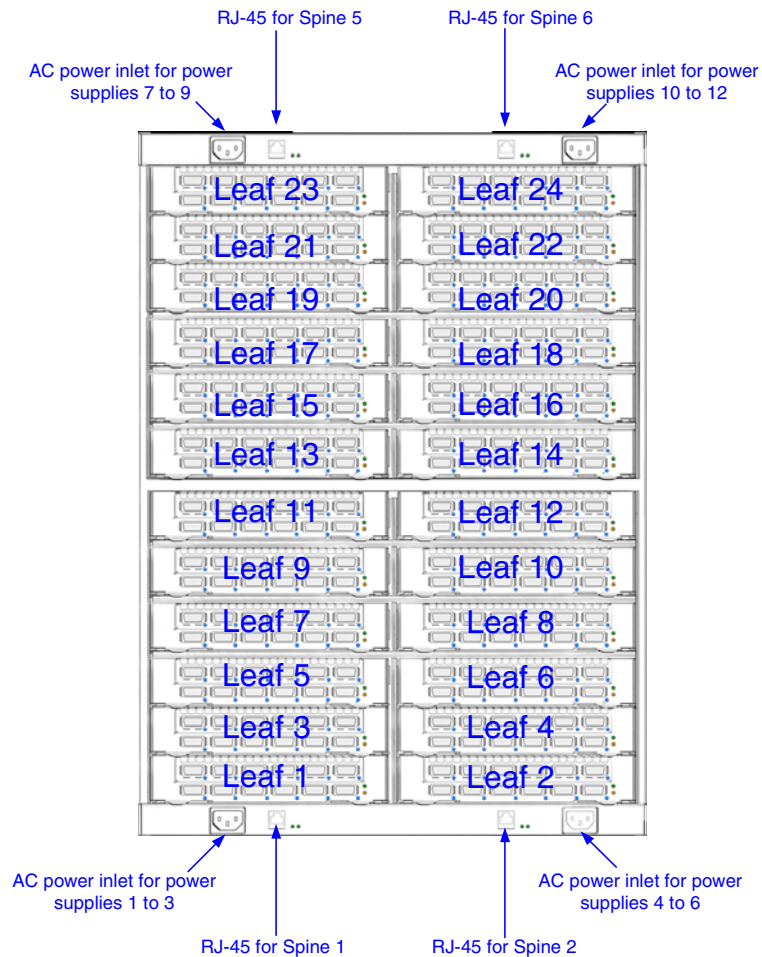 RJ-45 for Spine 5
RJ-45 for Spine 6
AC power inlet for power
supplies 7 to 9
AC power inlet for power
supplies 10 to 12
Leaf 23
Leaf 24
Leaf 21
Leaf 22
Leaf 19
Leaf 20
Leaf 17
Leaf 18
Leaf 15
Leaf 16
Leaf 13
Leaf 14
Leaf 11
Leaf 12
Leaf 9
Leaf 10
Leaf 7
Leaf 8
Leaf 5
Leaf 6
Leaf 3
Leaf 4
Leaf 1
Leaf 2
AC power inlet for power
supplies 1 to 3
AC power inlet for power
supplies 4 to 6
RJ-45 for Spine 1
RJ-45 for Spine 2